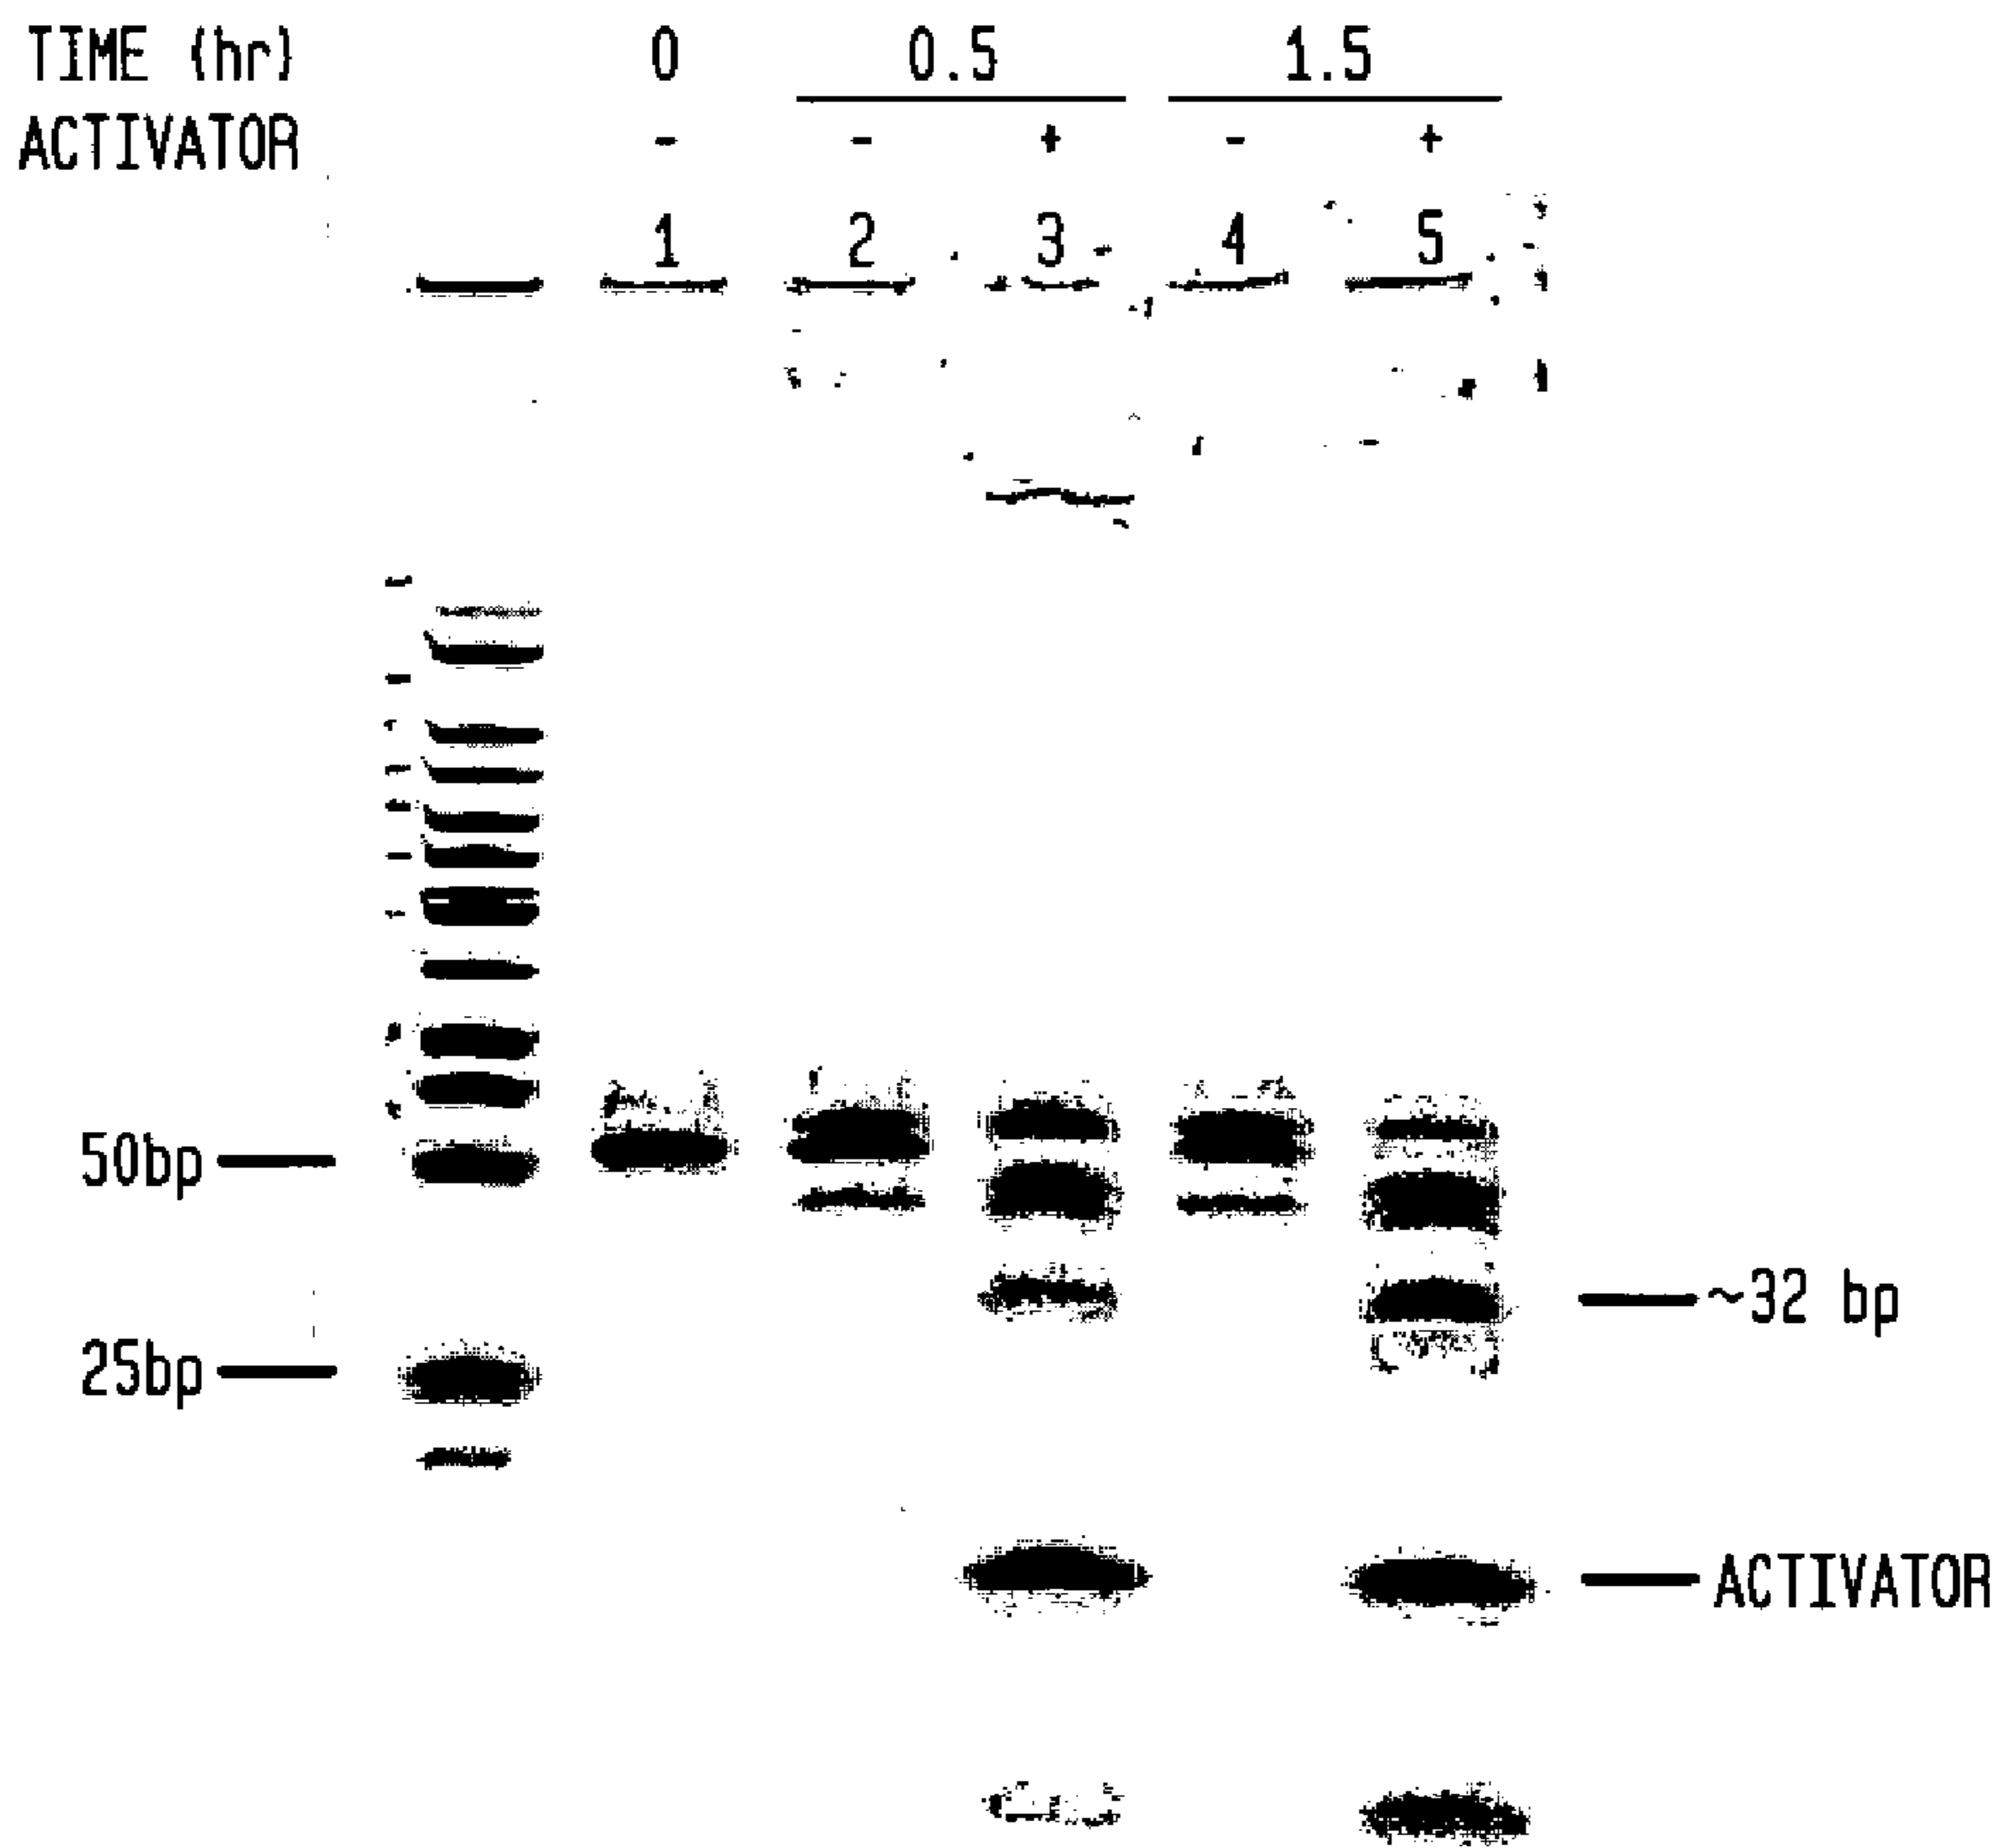 TIME (hr) 0 0.5 1.5
ACTIVATOR - - + - +
1 2 3 4 5
50bp
~32 bp
25bp
ACTIVATOR